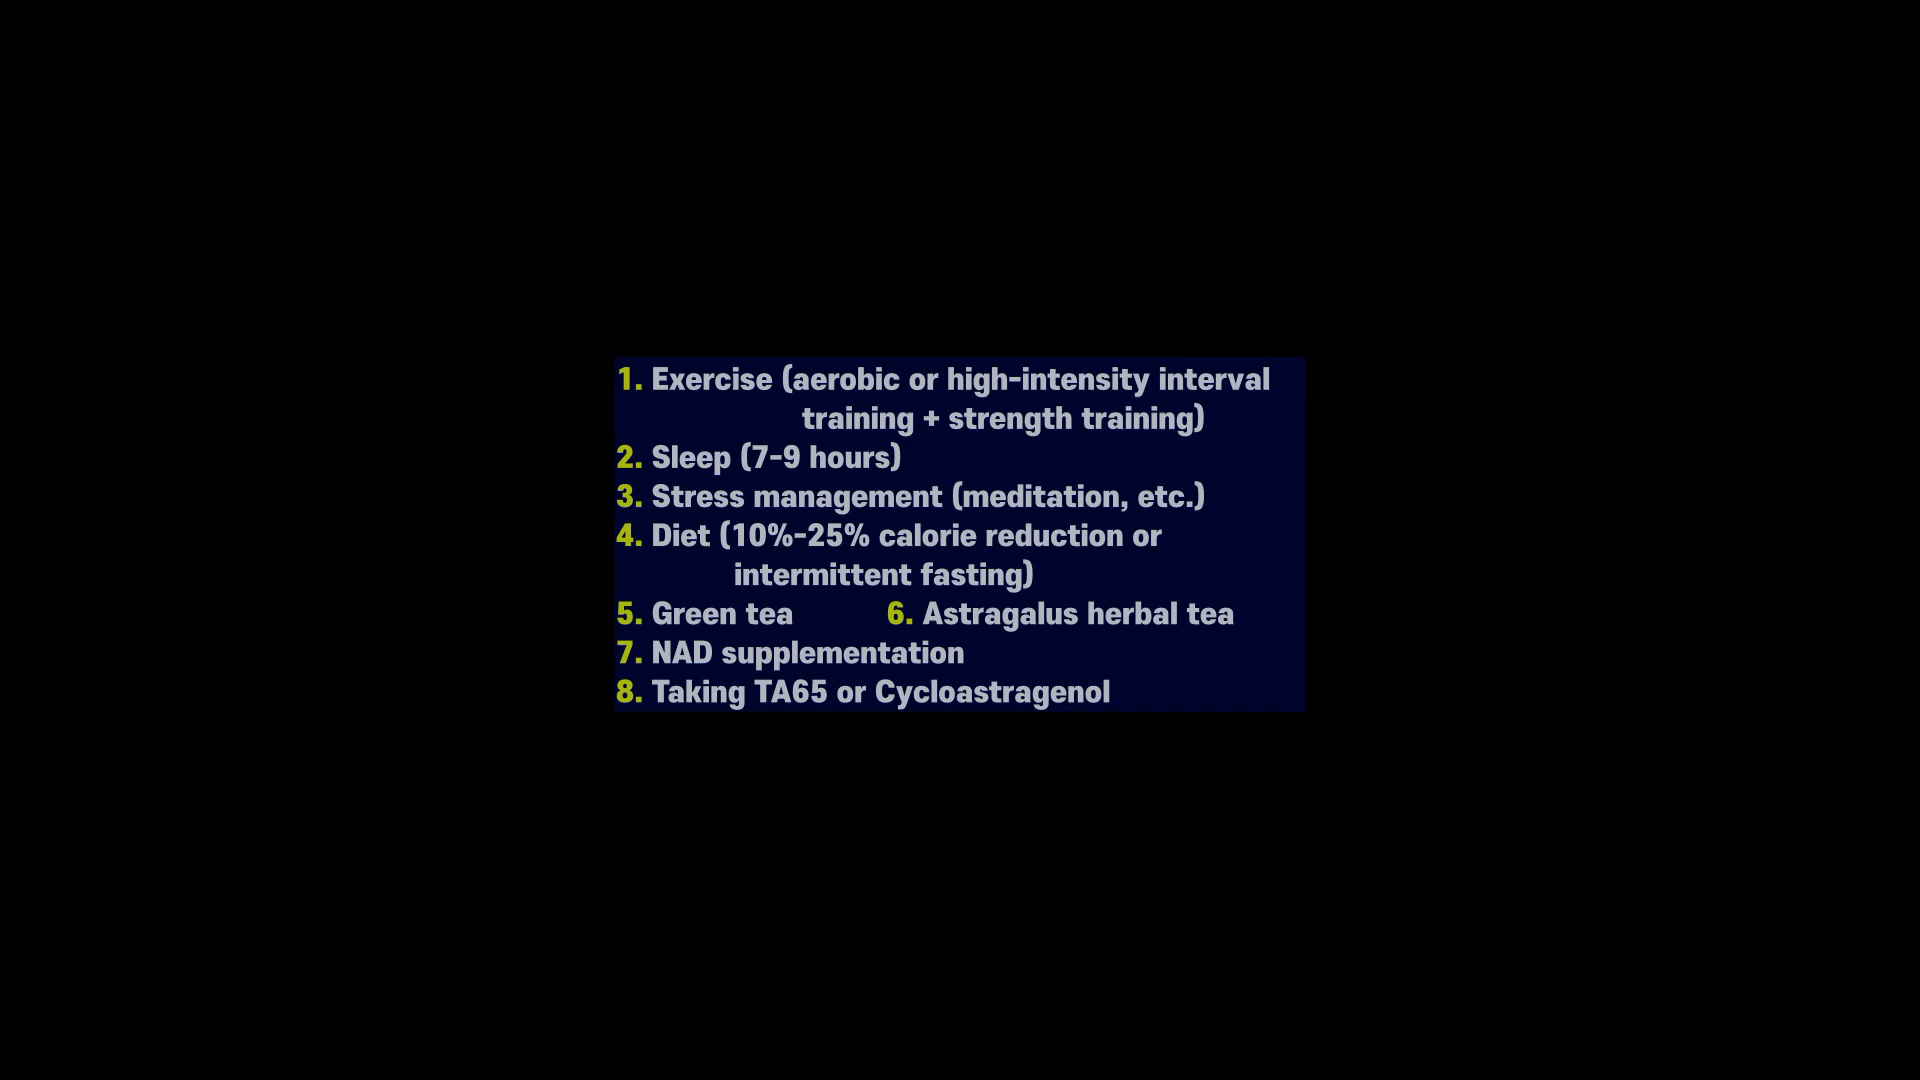 1. Exercise (aerobic or high-intensity interval
training + strength training)
2. Sleep (7-9 hours)
3. Stress management (meditation, etc.)
4. Diet (10%-25% calorie reduction or
intermittent fasting)
5. Green tea 6. Astragalus herbal tea
7. NAD supplementation
8. Taking TA65 or Cycloastragenol